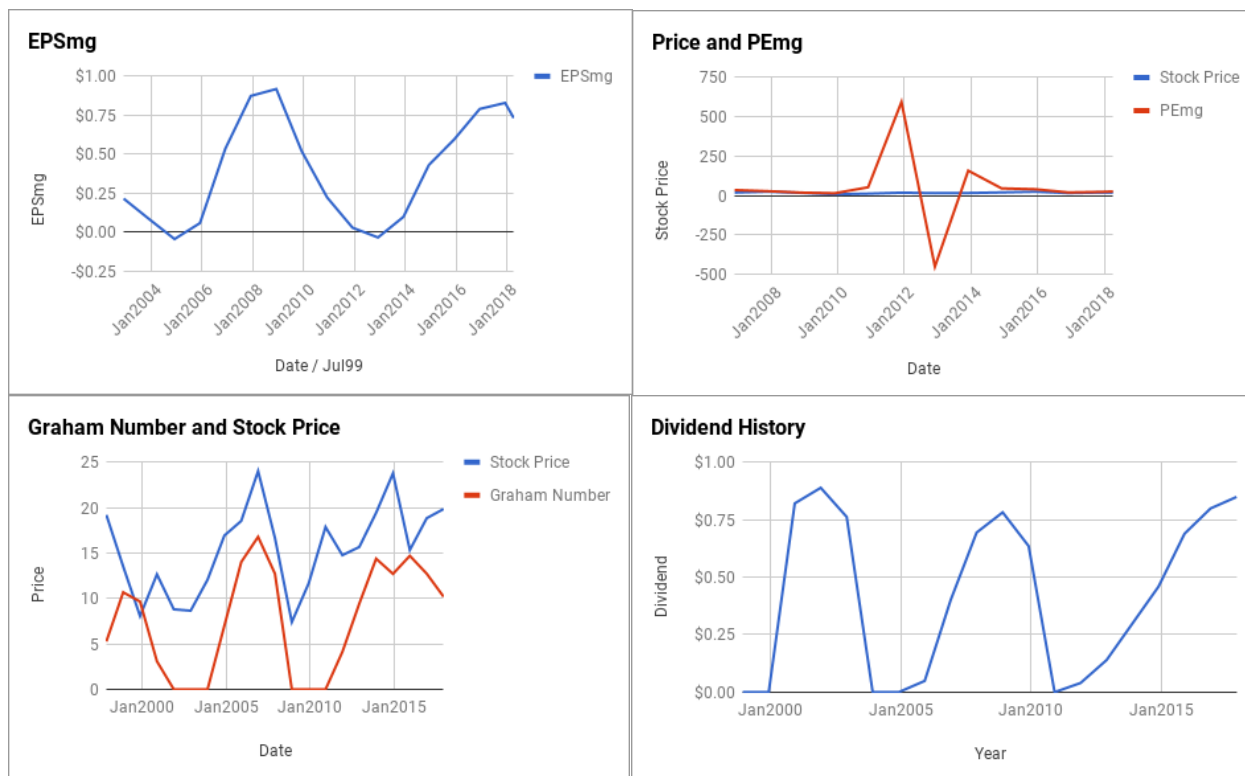 EPSmg
EPSmg
$1.00
$0.75
$0.50
$0.25
$0.00
-$0.25
EPSmg
Jan2004
Jan2006
Jan2008
Jan2010
Jan2012
Jan2014
Jan2016
Jan2018
Date / Jul99
Price and PEmg
Stock Price
PEmg
750
500
250
0
-250
-500
Stock Price
Jan2008
Jan2010
Jan2012
Jan2014
Jan2016
Jan2018
Date
Graham Number and Stock Price
Stock Price
Graham Number
25
20
15
10
5
0
Price
Jan2000
Jan2005
Jan2010
Jan2015
Date
Dividend History
$1.00
$0.75
$0.50
$0.25
$0.00
Dividend
Jan2000
Jan2005
Jan2010
Jan2015
Year